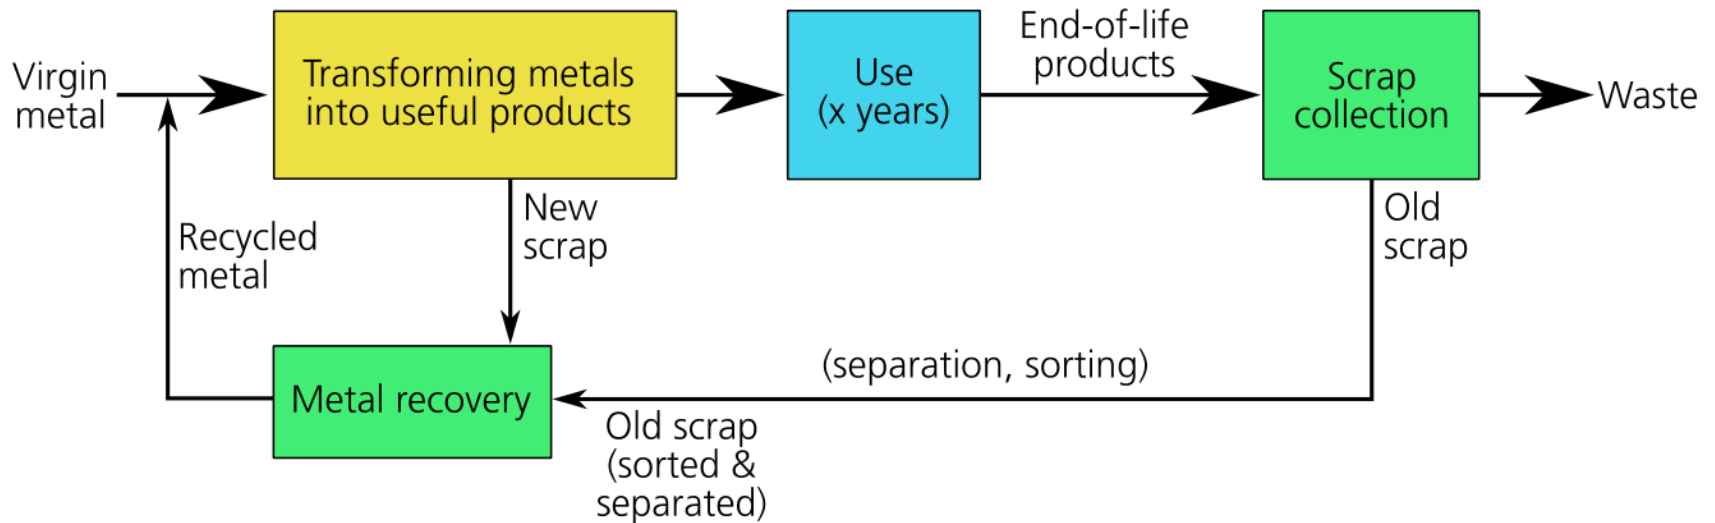 Virgin
metal
Transforming metals
into useful products
Use
(x years)
End-of-life
products
Scrap
collection
Waste
Recycled
metal
New
scrap
Old
scrap
Metal recovery
(separation, sorting)
Old scrap
(sorted &
separated)